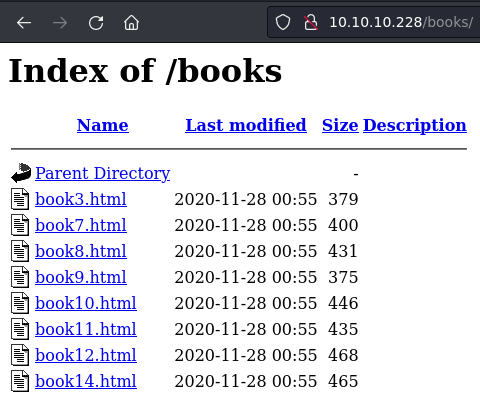 10.10.10.228/books/
Index of /books
Name Last modified Size Description
Parent Directory -
book3.html 2020-11-28 00:55 379
book7.html 2020-11-28 00:55 400
book8.html 2020-11-28 00:55 431
book9.html 2020-11-28 00:55 375
book10.html 2020-11-28 00:55 446
book11.html 2020-11-28 00:55 435
book12.html 2020-11-28 00:55 468
book14.html 2020-11-28 00:55 465